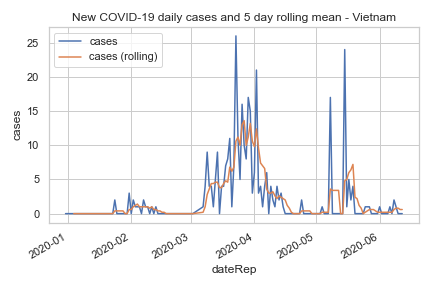 New COVID-19 daily cases and 5 day rolling mean - Vietnam
cases
cases (rolling)
25
20
15
10
5
0
cases
2020-01
2020-02
2020-03
2020-04
2020-05
2020-06
dateRep